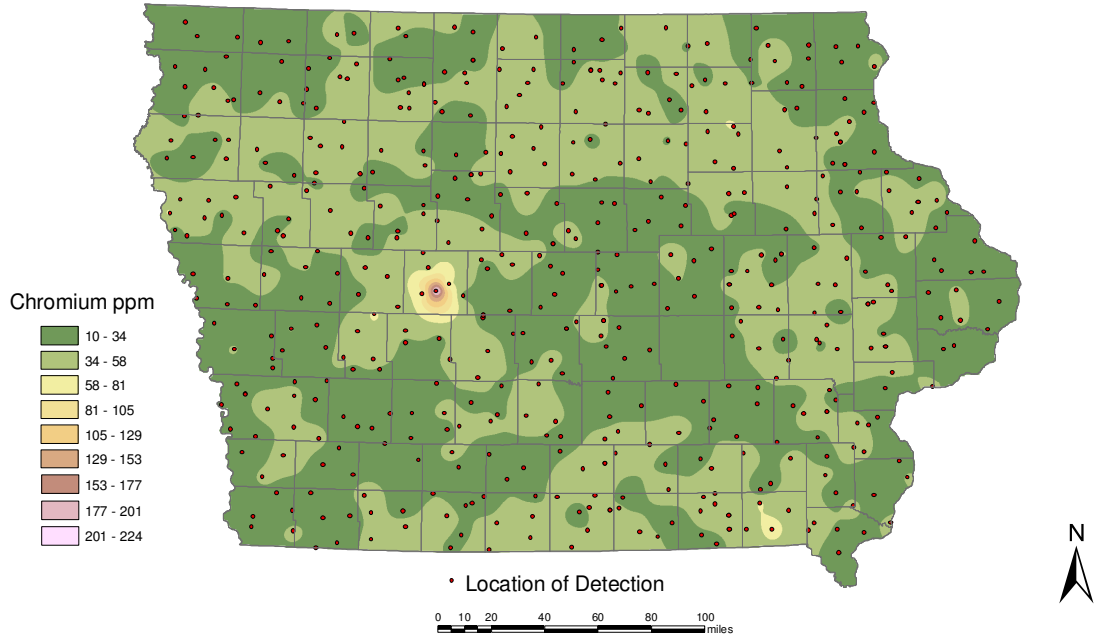 Chromium ppm
10 - 34
34 - 58
58 - 81
81 - 105
105 - 129
129 - 153
153 - 177
177 - 201
201 - 224
Location of Detection
N
0 10 20 40 60 80 100
miles